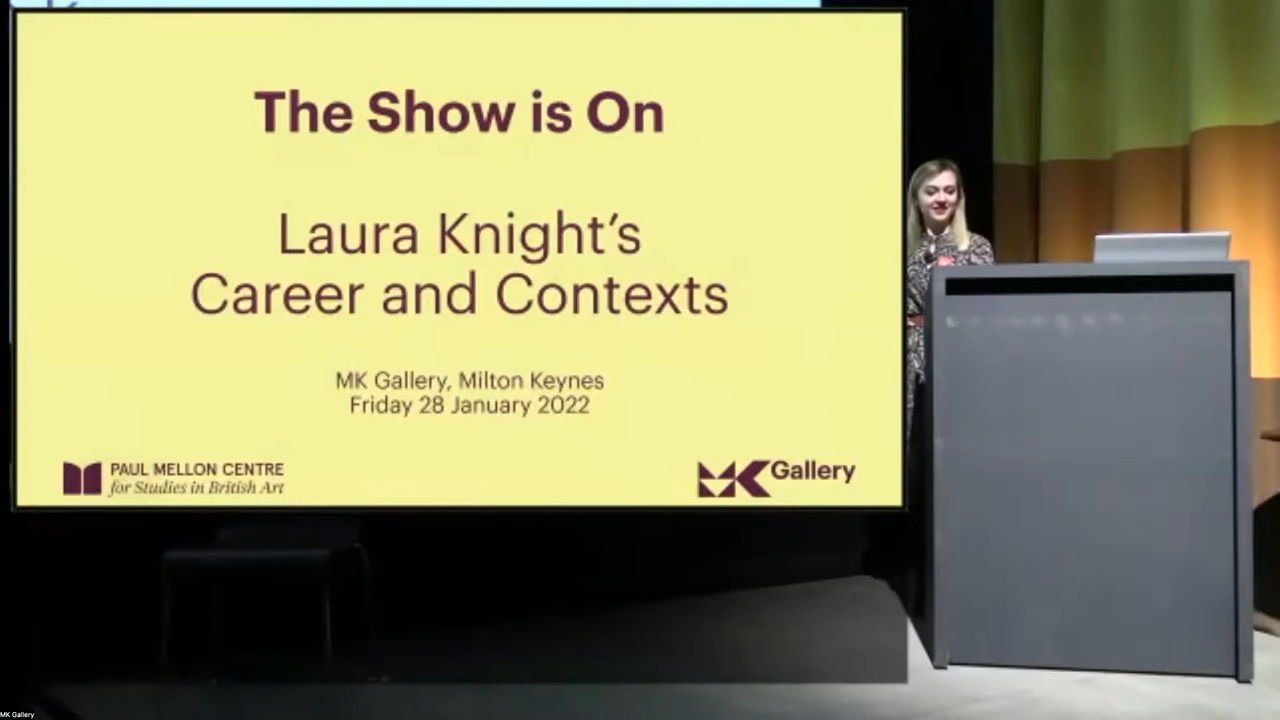 The Show is On
Laura Knight's
Career and Contexts
MK Gallery, Milton Keynes
Friday 28 January 2022
PAUL MELLON CENTRE
for Studies in British Art
MK Gallery
MK Gallery